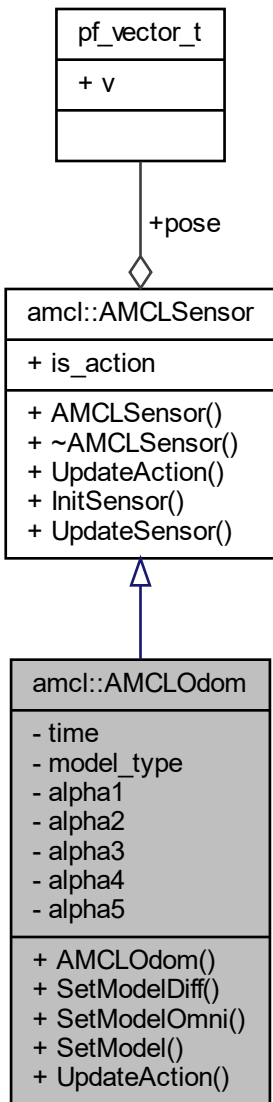 pf_vector_t
+ v
+pose
amcl::AMCLSensor
+ is_action
+ AMCLSensor()
+ ~AMCLSensor()
+ UpdateAction()
+ InitSensor()
+ UpdateSensor()
amcl::AMCLOdom
- time
- model_type
- alpha1
- alpha2
- alpha3
- alpha4
- alpha5
+ AMCLOdom()
+ SetModelDiff()
+ SetModelOmni()
+ SetModel()
+ UpdateAction()